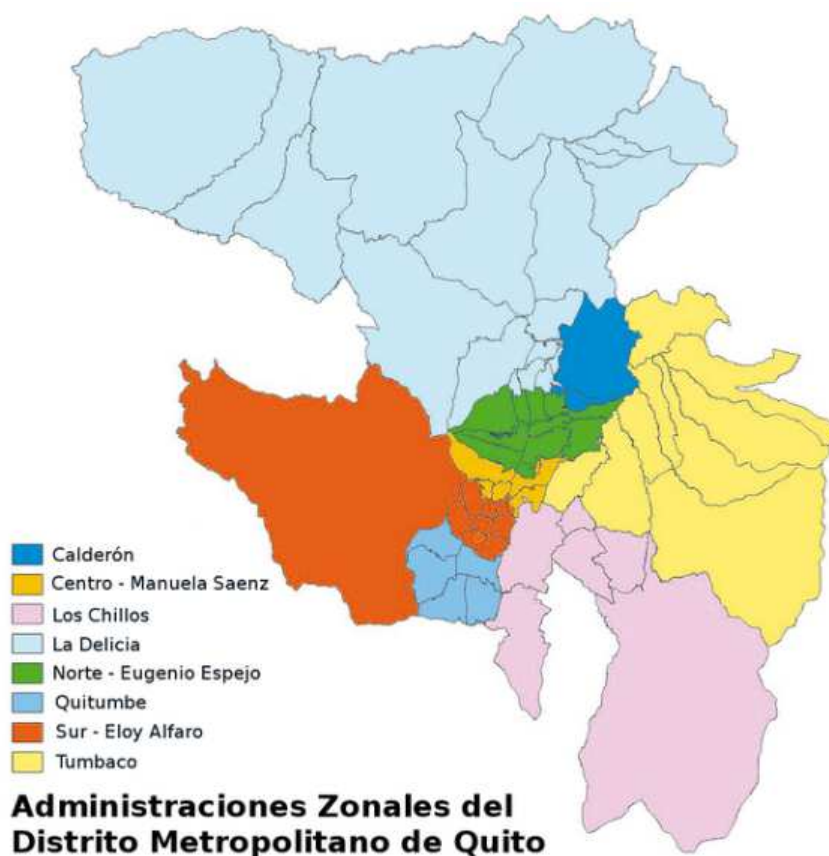 Calderón
Centro - Manuela Saenz
Los Chillos
La Delicia
Norte - Eugenio Espejo
Quitumbe
Sur - Eloy Alfaro
Tumbaco
Administraciones Zonales del
Distrito Metropolitano de Quito